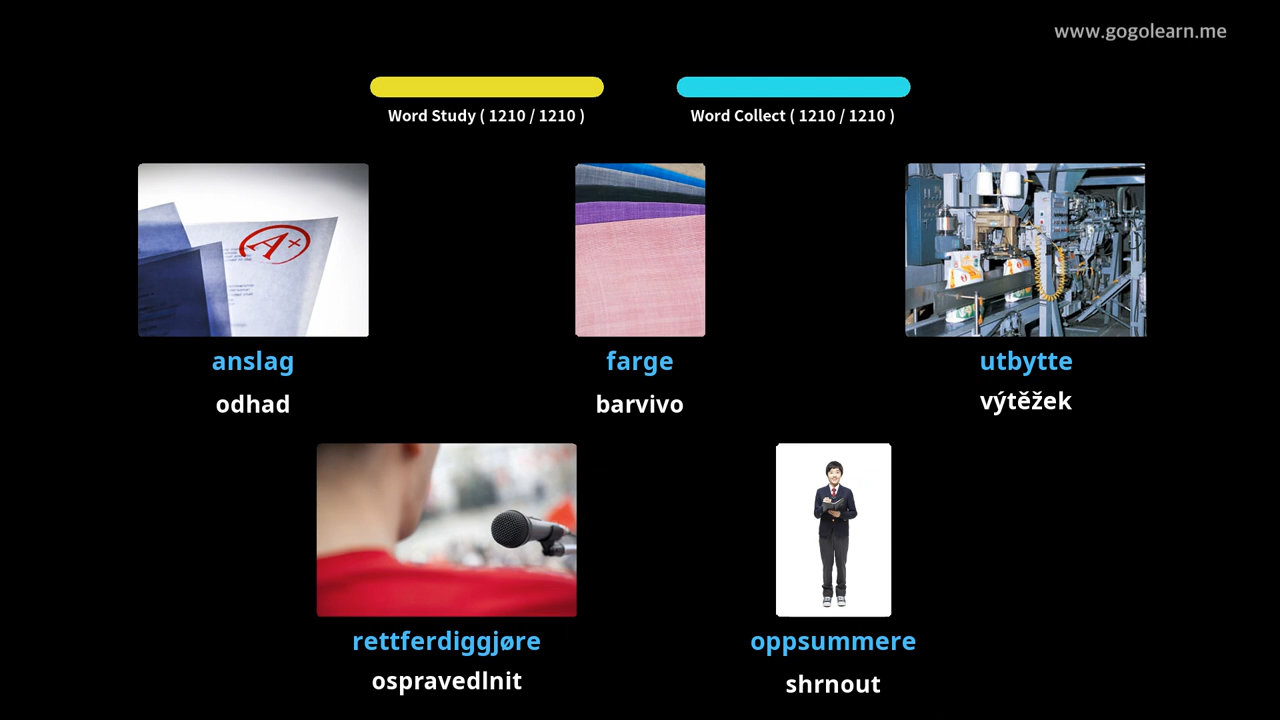 www.gogolearn.me
Word Study ( 1210 / 1210 )
Word Collect ( 1210 / 1210 )
A+
anslag
farge
utbytte
odhad
barvivo
výtěžek
rettferdiggjøre
oppsummere
ospravedlnit
shrnout